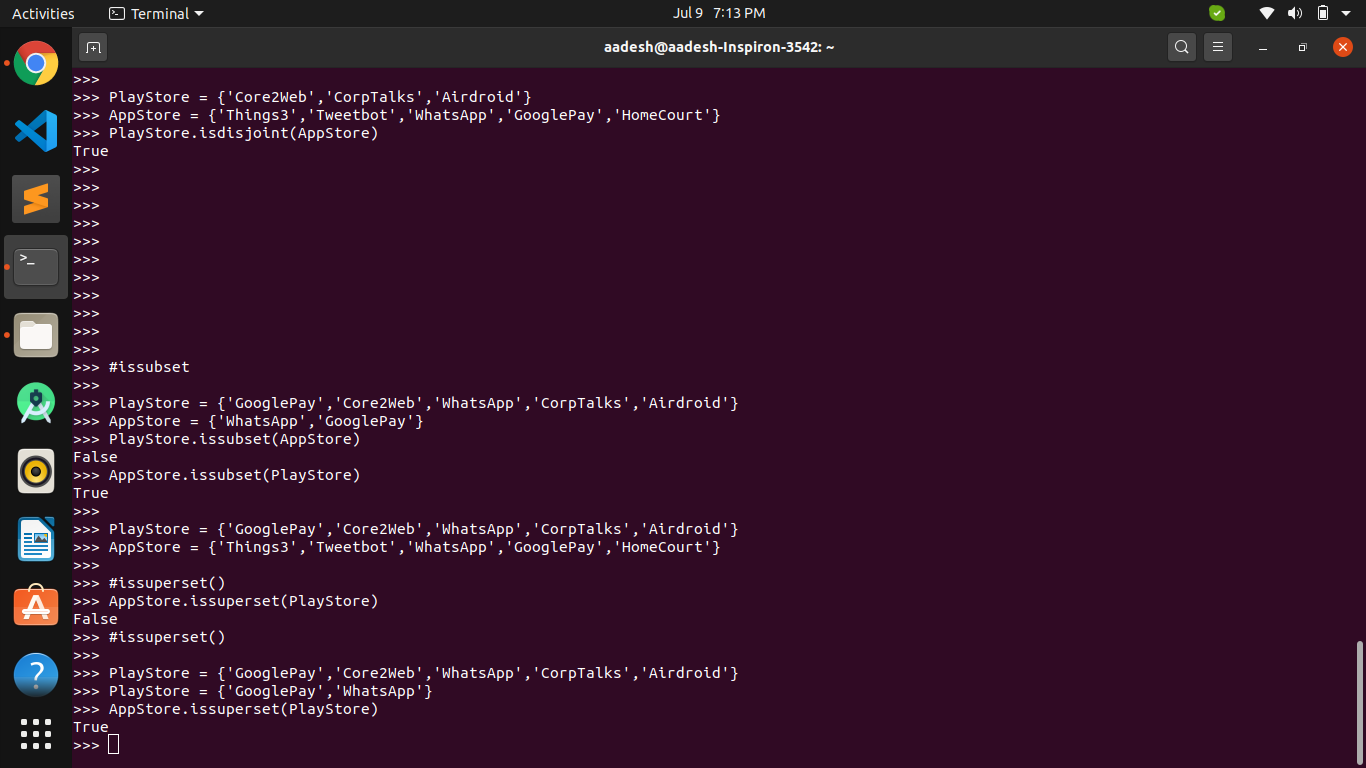 Activities Terminal Jul 9 7:13 PM
aadesh@aadesh-Inspiron-3542: ~
>>>
>>> PlayStore = {'Core2Web','CorpTalks','Airdroid'}
>>> AppStore = {'Things3','Tweetbot','WhatsApp','GooglePay','HomeCourt'}
>>> PlayStore.isdisjoint(AppStore)
True
>>>
>>>
>>>
>>>
>>>
>>>
>>>
>>>
>>>
>>>
>>>
>>> #issubset
>>>
>>> PlayStore = {'GooglePay','Core2Web','WhatsApp','CorpTalks','Airdroid'}
>>> AppStore = {'WhatsApp','GooglePay'}
>>> PlayStore.issubset(AppStore)
False
>>> AppStore.issubset(PlayStore)
True
>>>
>>> PlayStore = {'GooglePay','Core2Web','WhatsApp','CorpTalks','Airdroid'}
>>> AppStore = {'Things3','Tweetbot','WhatsApp','GooglePay','HomeCourt'}
>>>
>>> #issuperset()
>>> AppStore.issuperset(PlayStore)
False
>>> #issuperset()
>>>
>>> PlayStore = {'GooglePay','Core2Web','WhatsApp','CorpTalks','Airdroid'}
>>> PlayStore = {'GooglePay','WhatsApp'}
>>> AppStore.issuperset(PlayStore)
True
>>>